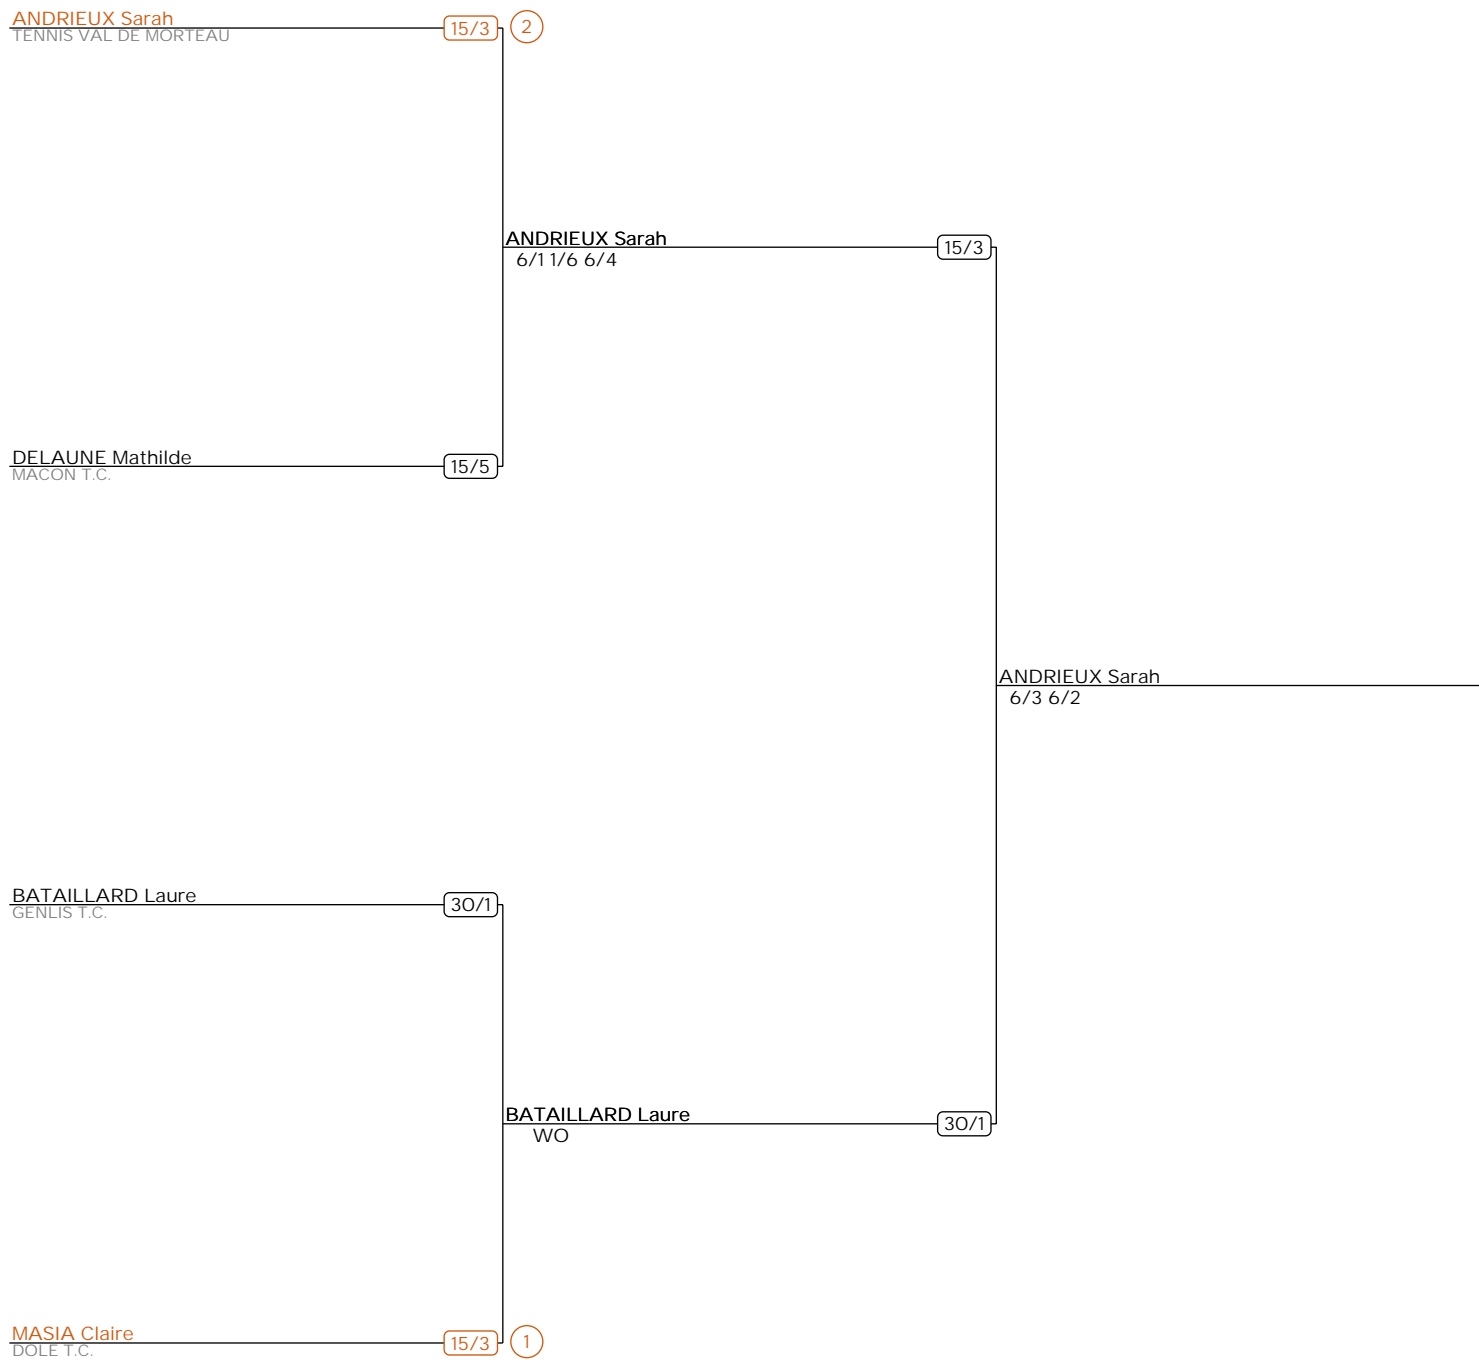 ANDRIEUX Sarah
TENNIS VAL DE MORTEAU
15/3
2
ANDRIEUX Sarah
6/1 1/6 6/4
15/3
DELAUNE Mathilde
MACON T.C.
15/5
ANDRIEUX Sarah
6/3 6/2
BATAILLARD Laure
GENLIS T.C.
30/1
BATAILLARD Laure
WO
30/1
MASIA Claire
DOLE T.C.
15/3
1